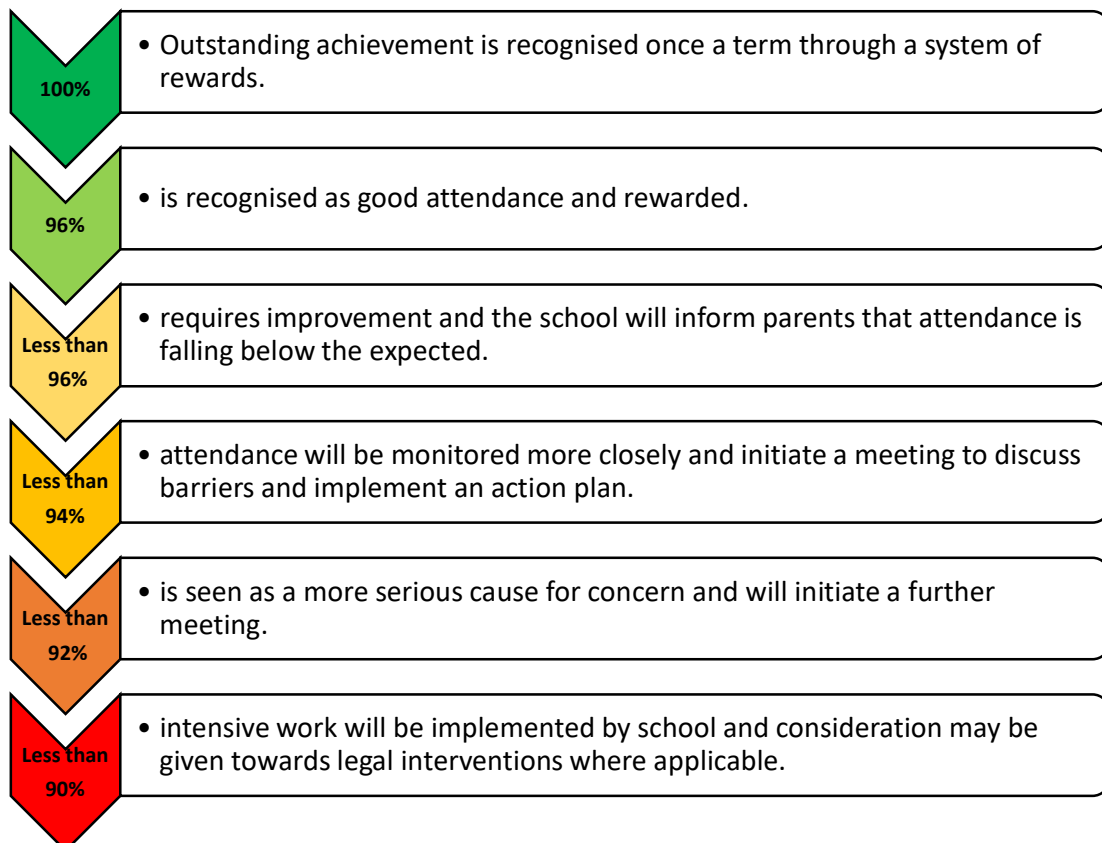 100%
• Outstanding achievement is recognised once a term through a system of
rewards.
96%
• is recognised as good attendance and rewarded.
Less than
96%
• requires improvement and the school will inform parents that attendance is
falling below the expected.
Less than
94%
• attendance will be monitored more closely and initiate a meeting to discuss
barriers and implement an action plan.
Less than
92%
• is seen as a more serious cause for concern and will initiate a further
meeting.
Less than
90%
• intensive work will be implemented by school and consideration may be
given towards legal interventions where applicable.